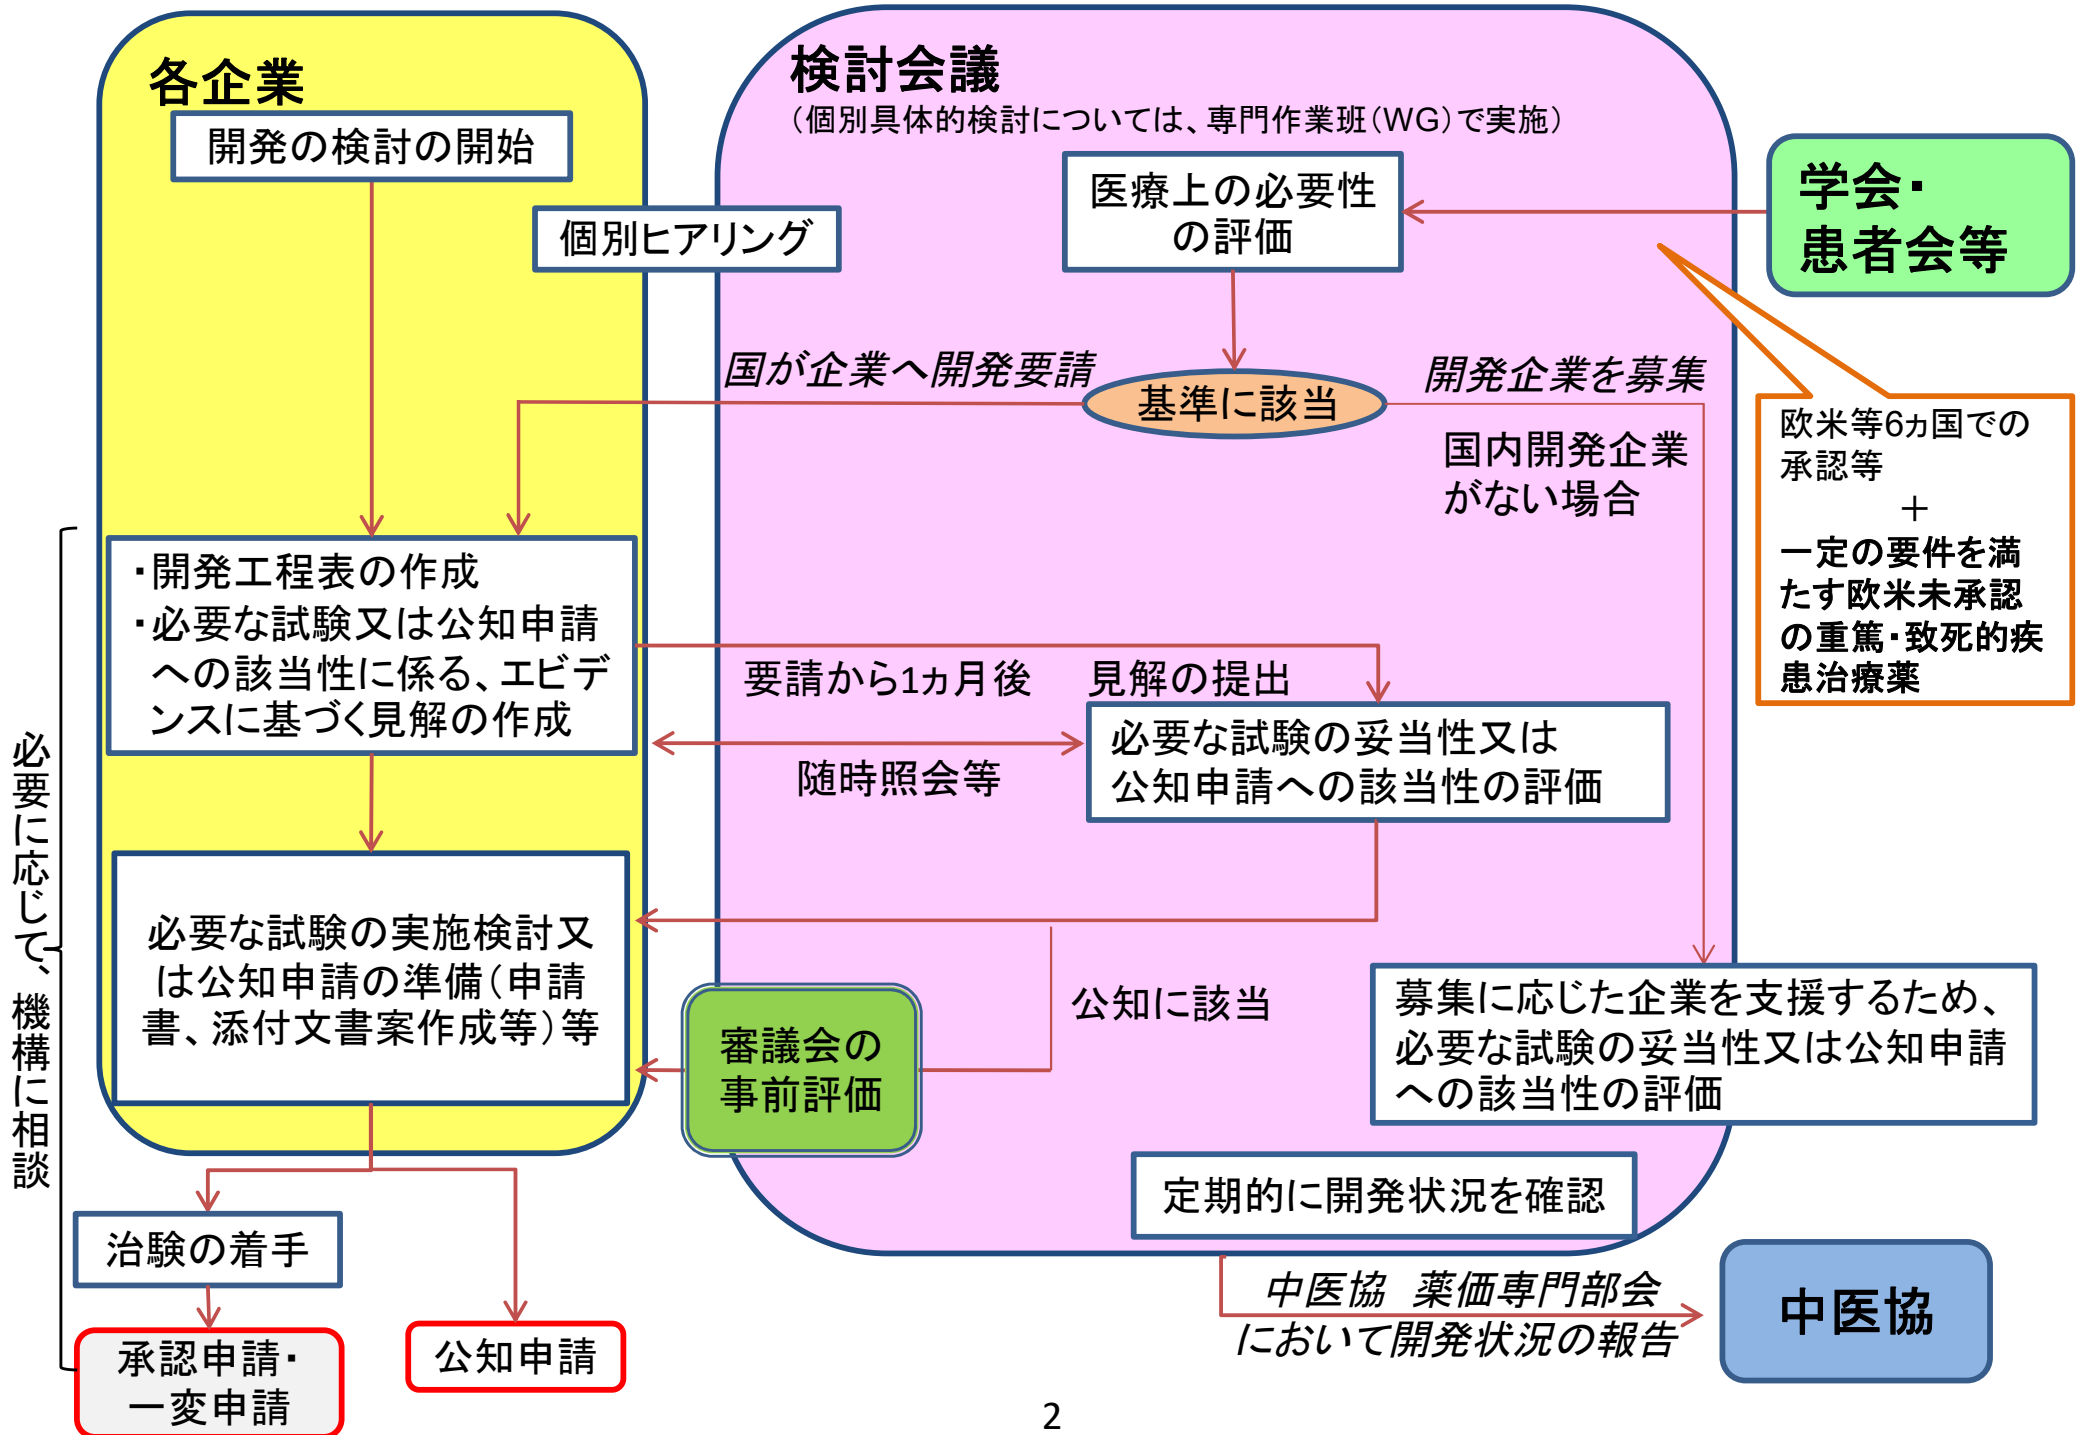 各企業
開発の検討の開始
個別ヒアリング
検討会議
（個別具体的検討については、専門作業班（WG）で実施）
医療上の必要性
の評価
学会・
患者会等
国が企業へ開発要請
基準に該当
開発企業を募集
国内開発企業
がない場合
欧米等6ヵ国での
承認等
＋
一定の要件を満
たす欧米未承認
の重篤・致死的疾
患治療薬
・開発工程表の作成
・必要な試験又は公知申請
への該当性に係る、エビデ
ンスに基づく見解の作成
要請から1ヵ月後
見解の提出
随時照会等
必要な試験の妥当性又は
公知申請への該当性の評価
必要に応じて、機構に相談
必要な試験の実施検討又
は公知申請の準備（申請
書、添付文書案作成等）等
審議会の
事前評価
公知に該当
募集に応じた企業を支援するため、
必要な試験の妥当性又は公知申請
への該当性の評価
定期的に開発状況を確認
治験の着手
承認申請・
一変申請
公知申請
中医協　薬価専門部会
において開発状況の報告
中医協
2